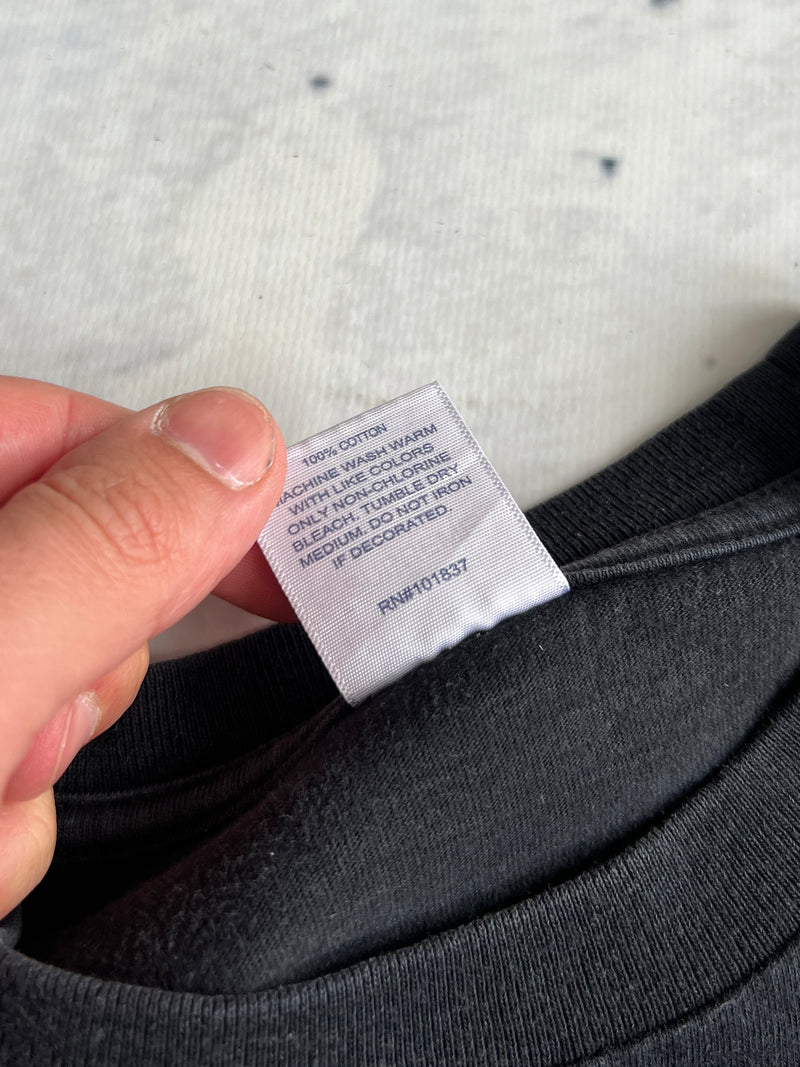 100% COTTON
MACHINE WASH WARM
WITH LIKE COLORS
ONLY NON-CHLORINE
BLEACH. TUMBLE DRY
MEDIUM. DO NOT IRON
IF DECORATED.
RN#101837